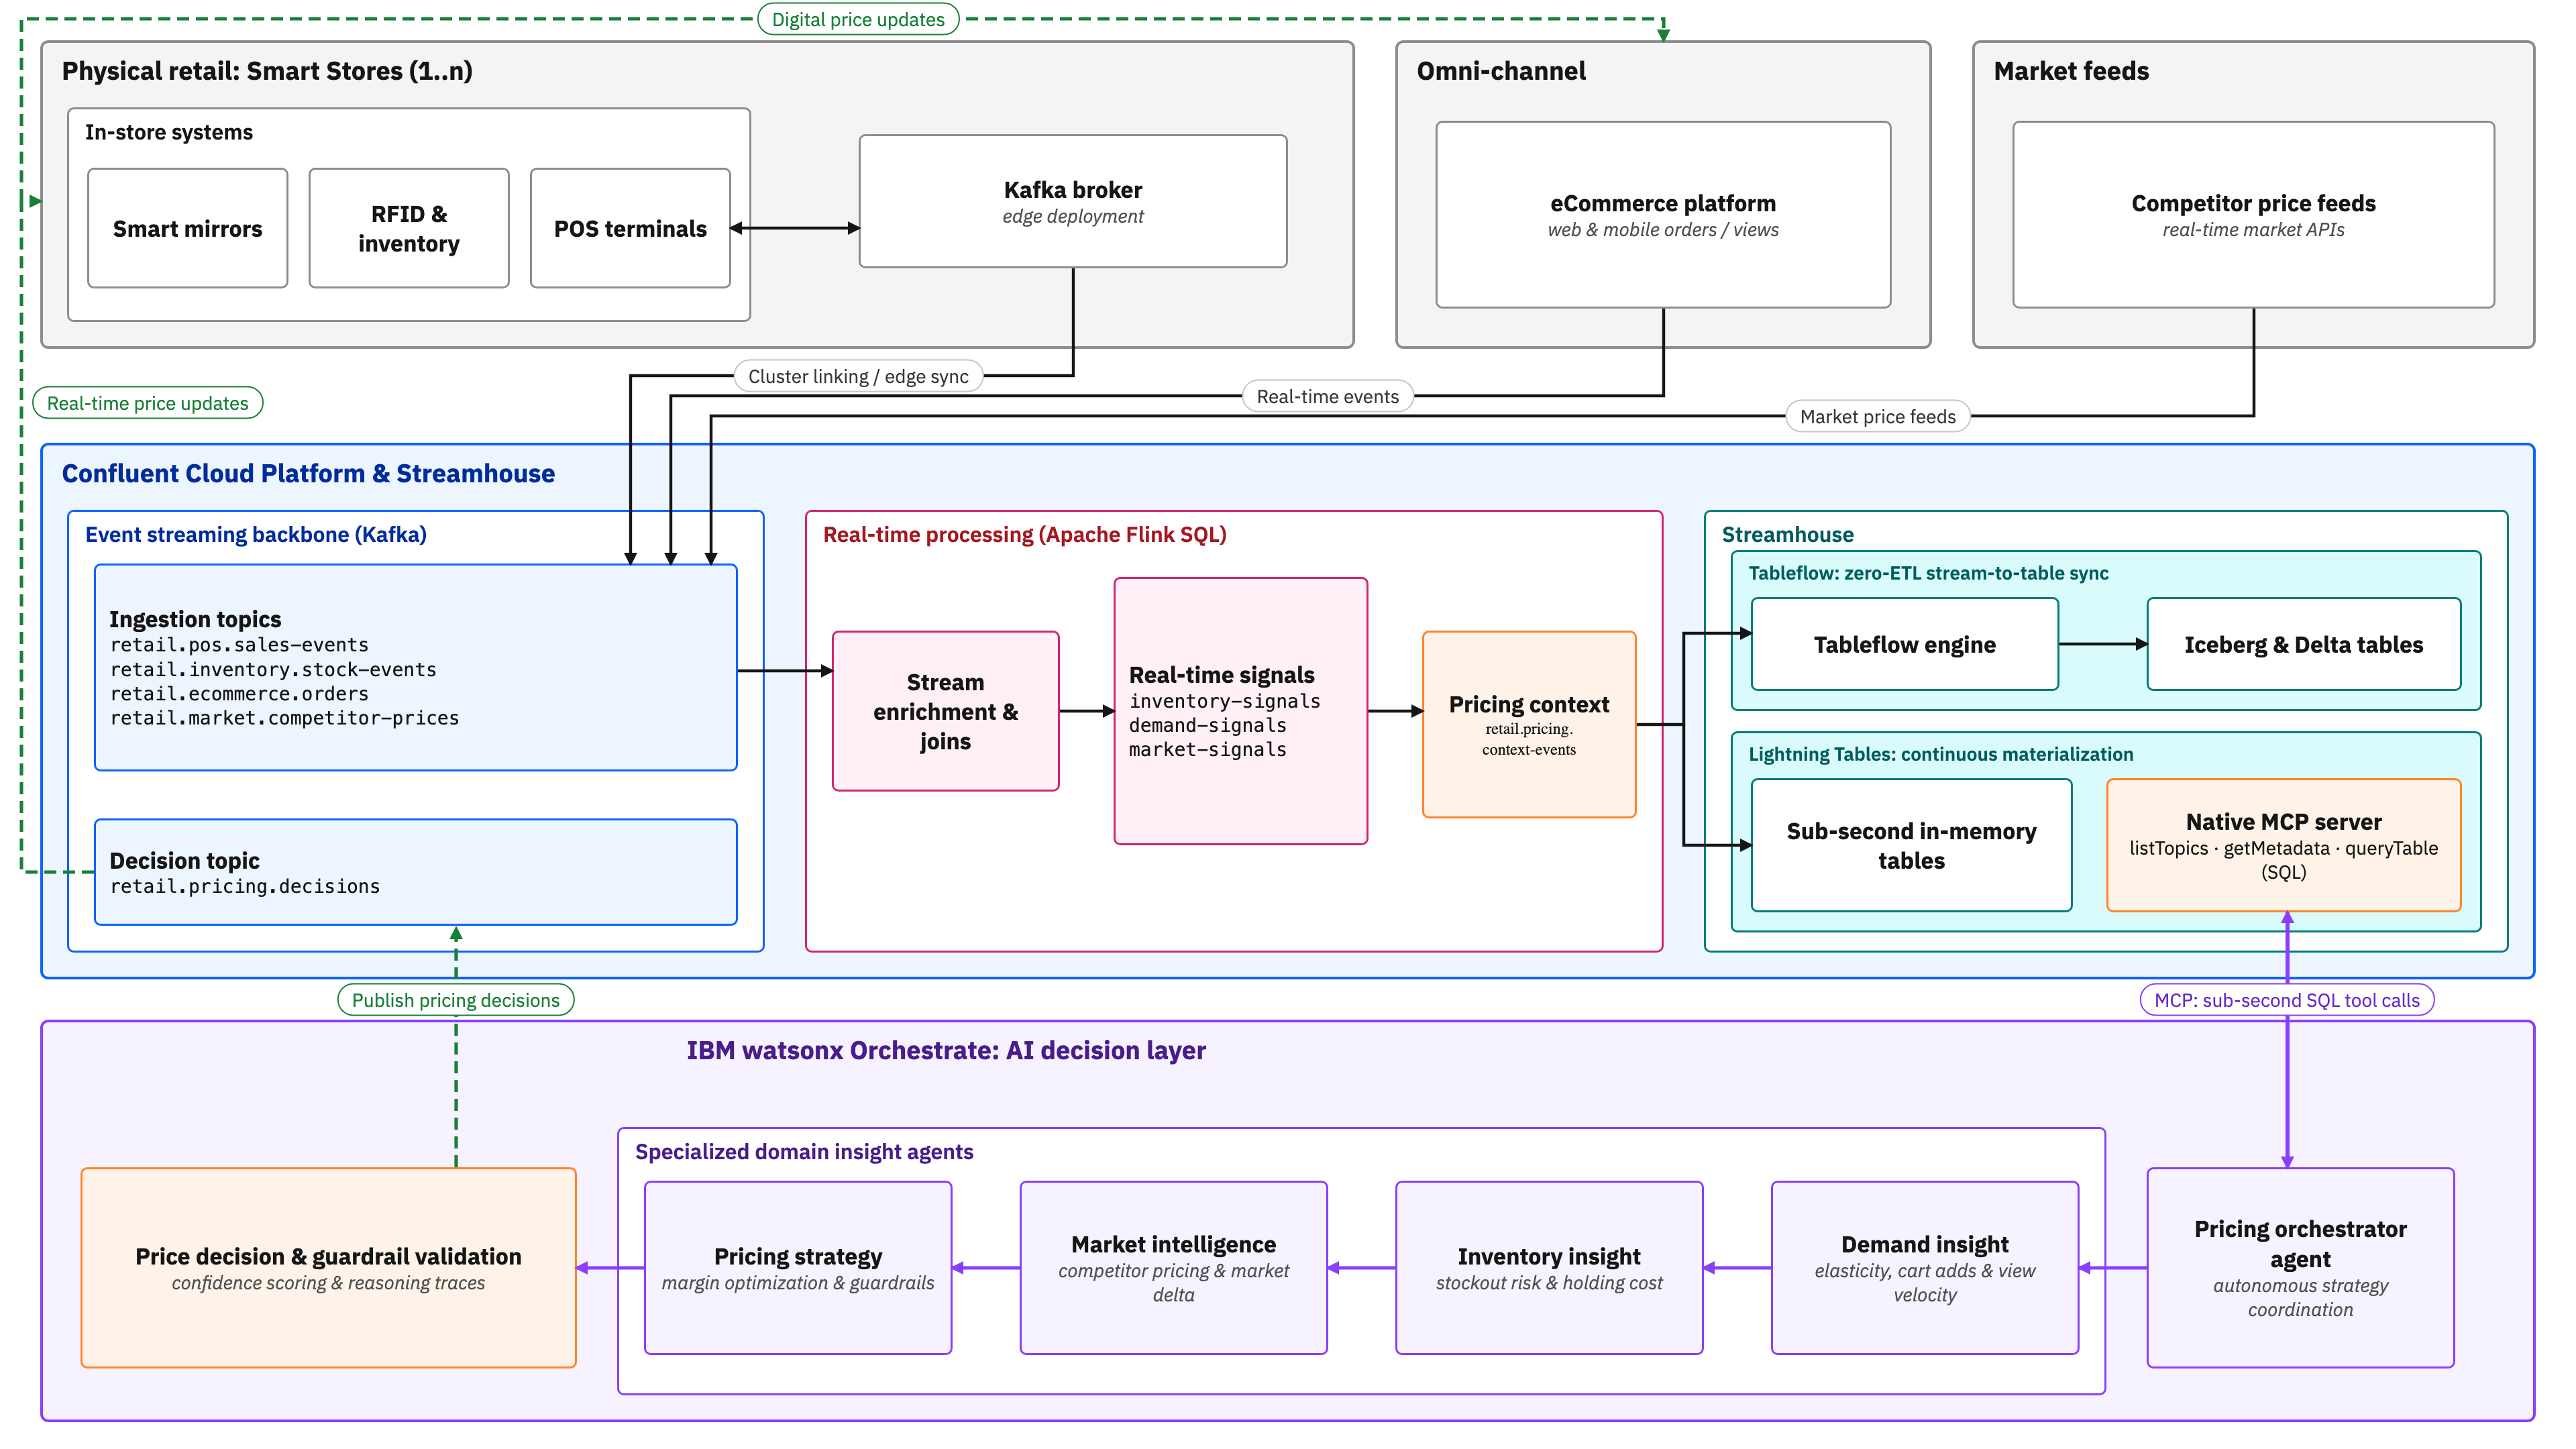 Digital price updates
Physical retail: Smart Stores (1..n)
In-store systems
Smart mirrors
RFID &
inventory
POS terminals
Kafka broker
edge deployment
Omni-channel
eCommerce platform
web & mobile orders / views
Market feeds
Competitor price feeds
real-time market APIs
Cluster linking / edge sync
Real-time events
Real-time price updates
Market price feeds
Confluent Cloud Platform & Streamhouse
Event streaming backbone (Kafka)
Ingestion topics
retail.pos.sales-events
retail.inventory.stock-events
retail.ecommerce.orders
retail.market.competitor-prices
Decision topic
retail.pricing.decisions
Real-time processing (Apache Flink SQL)
Stream
enrichment &
joins
Real-time signals
inventory-signals
demand-signals
market-signals
Pricing context
retail.pricing.
context-events
Streamhouse
Tableflow: zero-ETL stream-to-table sync
Tableflow engine
Iceberg & Delta tables
Lightning Tables: continuous materialization
Sub-second in-memory
tables
Native MCP server
listTopics · getMetadata · queryTable
(SQL)
Publish pricing decisions
MCP: sub-second SQL tool calls
IBM watsonx Orchestrate: AI decision layer
Price decision & guardrail validation
confidence scoring & reasoning traces
Specialized domain insight agents
Pricing strategy
margin optimization & guardrails
Market intelligence
competitor pricing & market
delta
Inventory insight
stockout risk & holding cost
Demand insight
elasticity, cart adds & view
velocity
Pricing orchestrator
agent
autonomous strategy
coordination